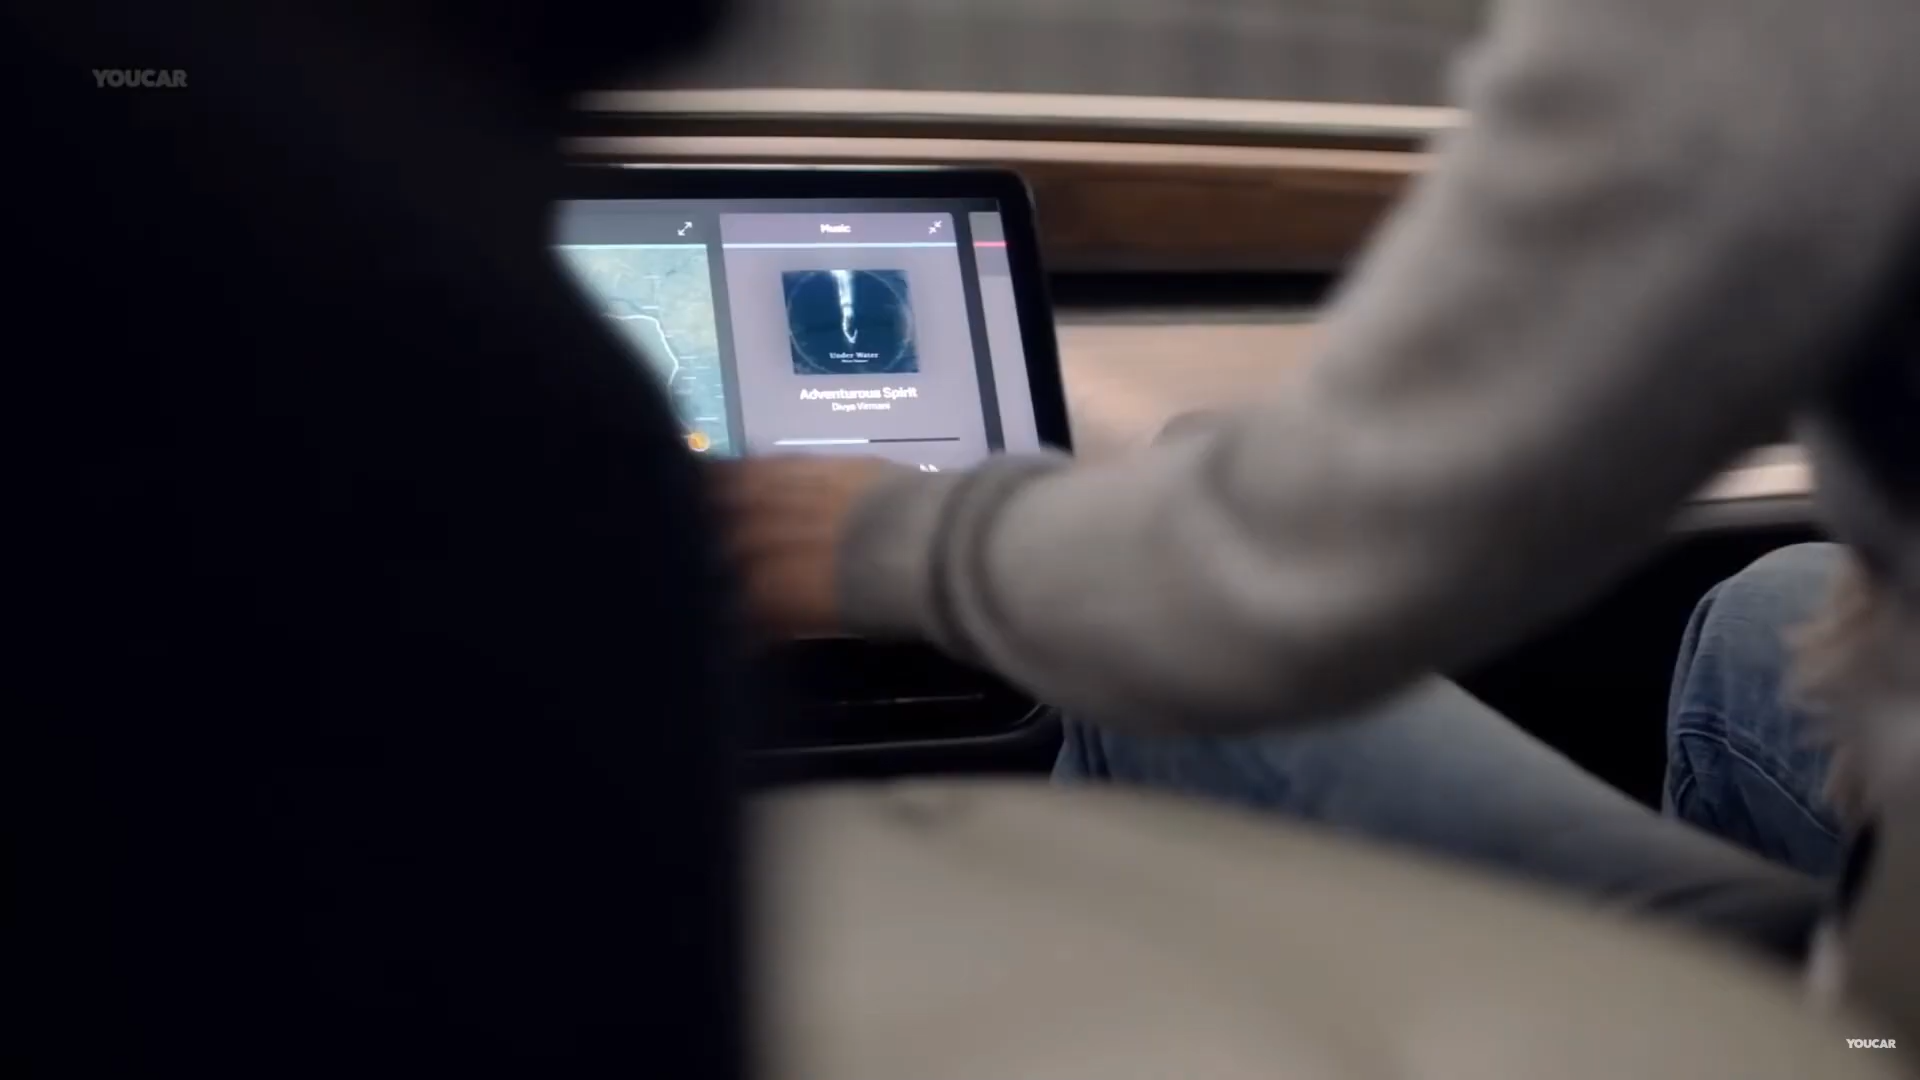 YOUCAR
Music
Under Water
Adventurous Spirit
Divya Virmani
YOUCAR